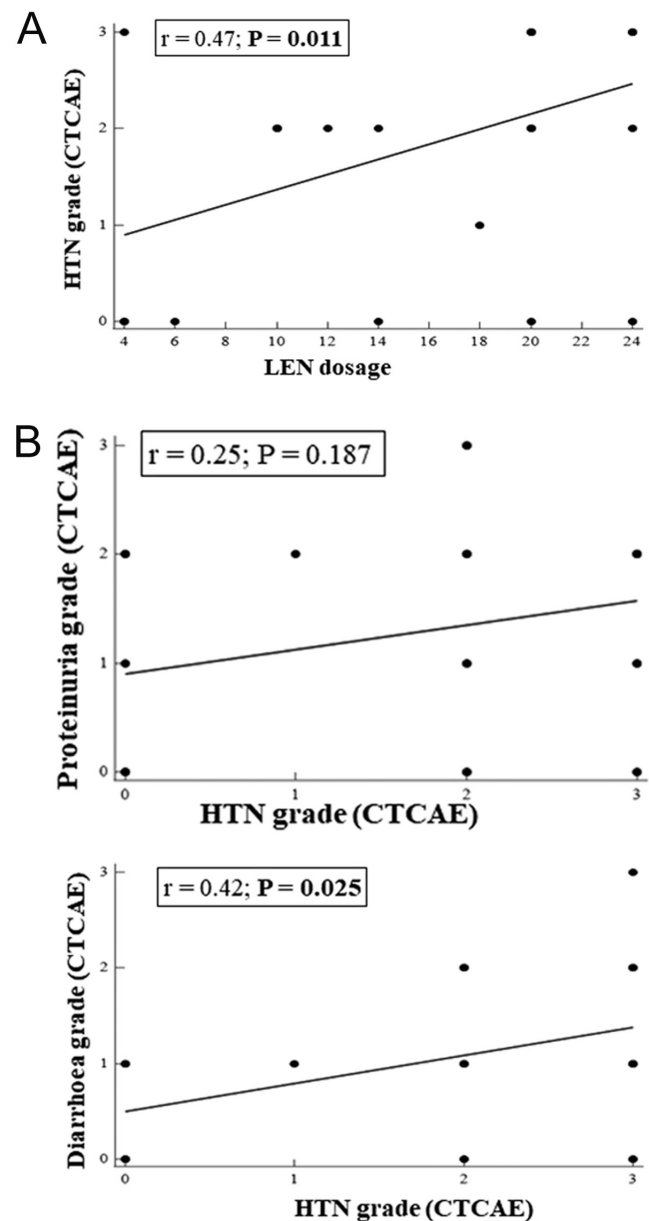 A
r = 0.47; P = 0.011
HTN grade (CTCAE)
3
2
1
0
4 6 8 10 12 14 16 18 20 22 24
LEN dosage
B
r = 0.25; P = 0.187
Proteinuria grade (CTCAE)
3
2
1
0
0 1 2 3
HTN grade (CTCAE)
r = 0.42; P = 0.025
Diarrhoea grade (CTCAE)
3
2
1
0
0 1 2 3
HTN grade (CTCAE)